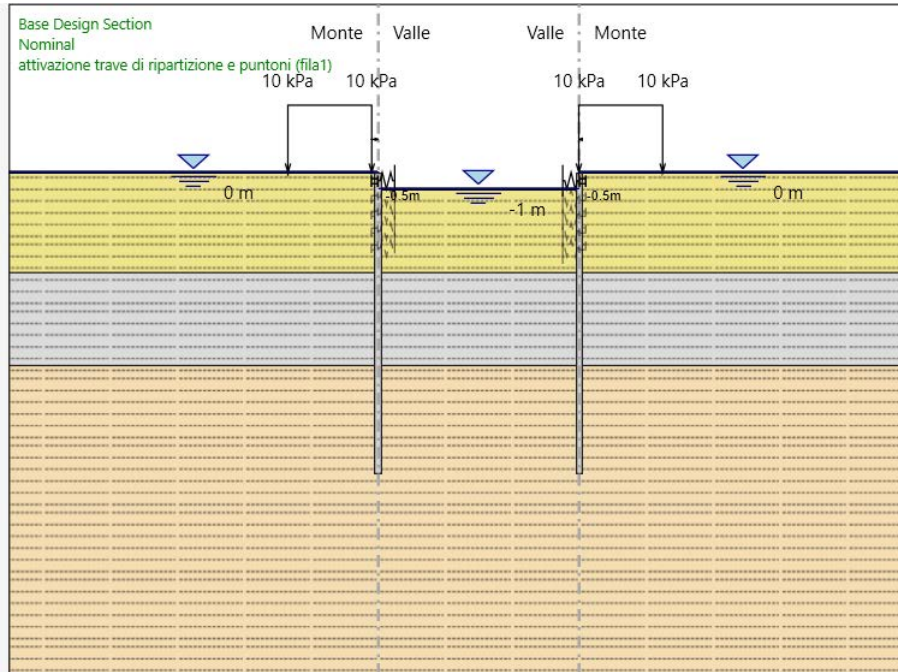 Base Design Section
Nominal
attivazione trave di ripartizione e puntoni (fila1)
Monte Valle Valle Monte
10 kPa 10 kPa 10 kPa 10 kPa
0 m -0.5m -1 m -0.5m 0 m